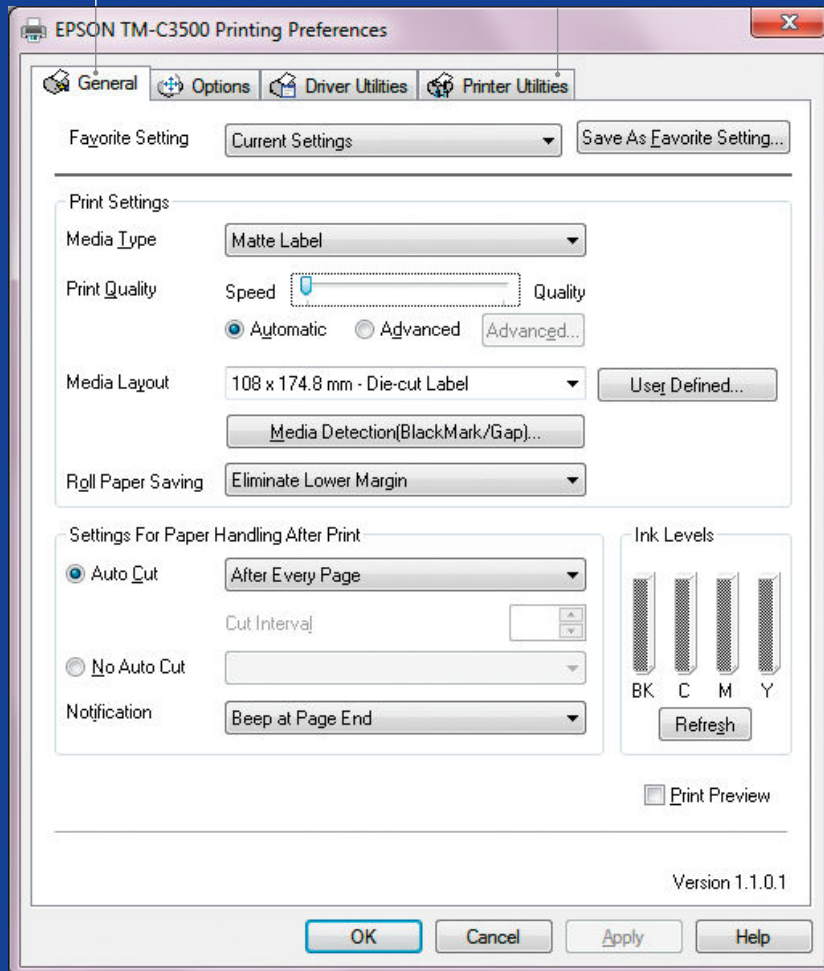 EPSON TM-C3500 Printing Preferences
General Options Driver Utilities Printer Utilities
Favorite Setting Current Settings Save As Favorite Setting...
Print Settings
Media Type Matte Label
Print Quality Speed Quality
Automatic Advanced Advanced...
Media Layout 108 x 174.8 mm - Die-cut Label User Defined...
Media Detection(BlackMark/Gap)...
Roll Paper Saving Eliminate Lower Margin
Settings For Paper Handling After Print Ink Levels
Auto Cut After Every Page
Cut Interval
No Auto Cut
BK C M Y
Notification Beep at Page End Refresh
Print Preview
Version 1.1.0.1
OK Cancel Apply Help